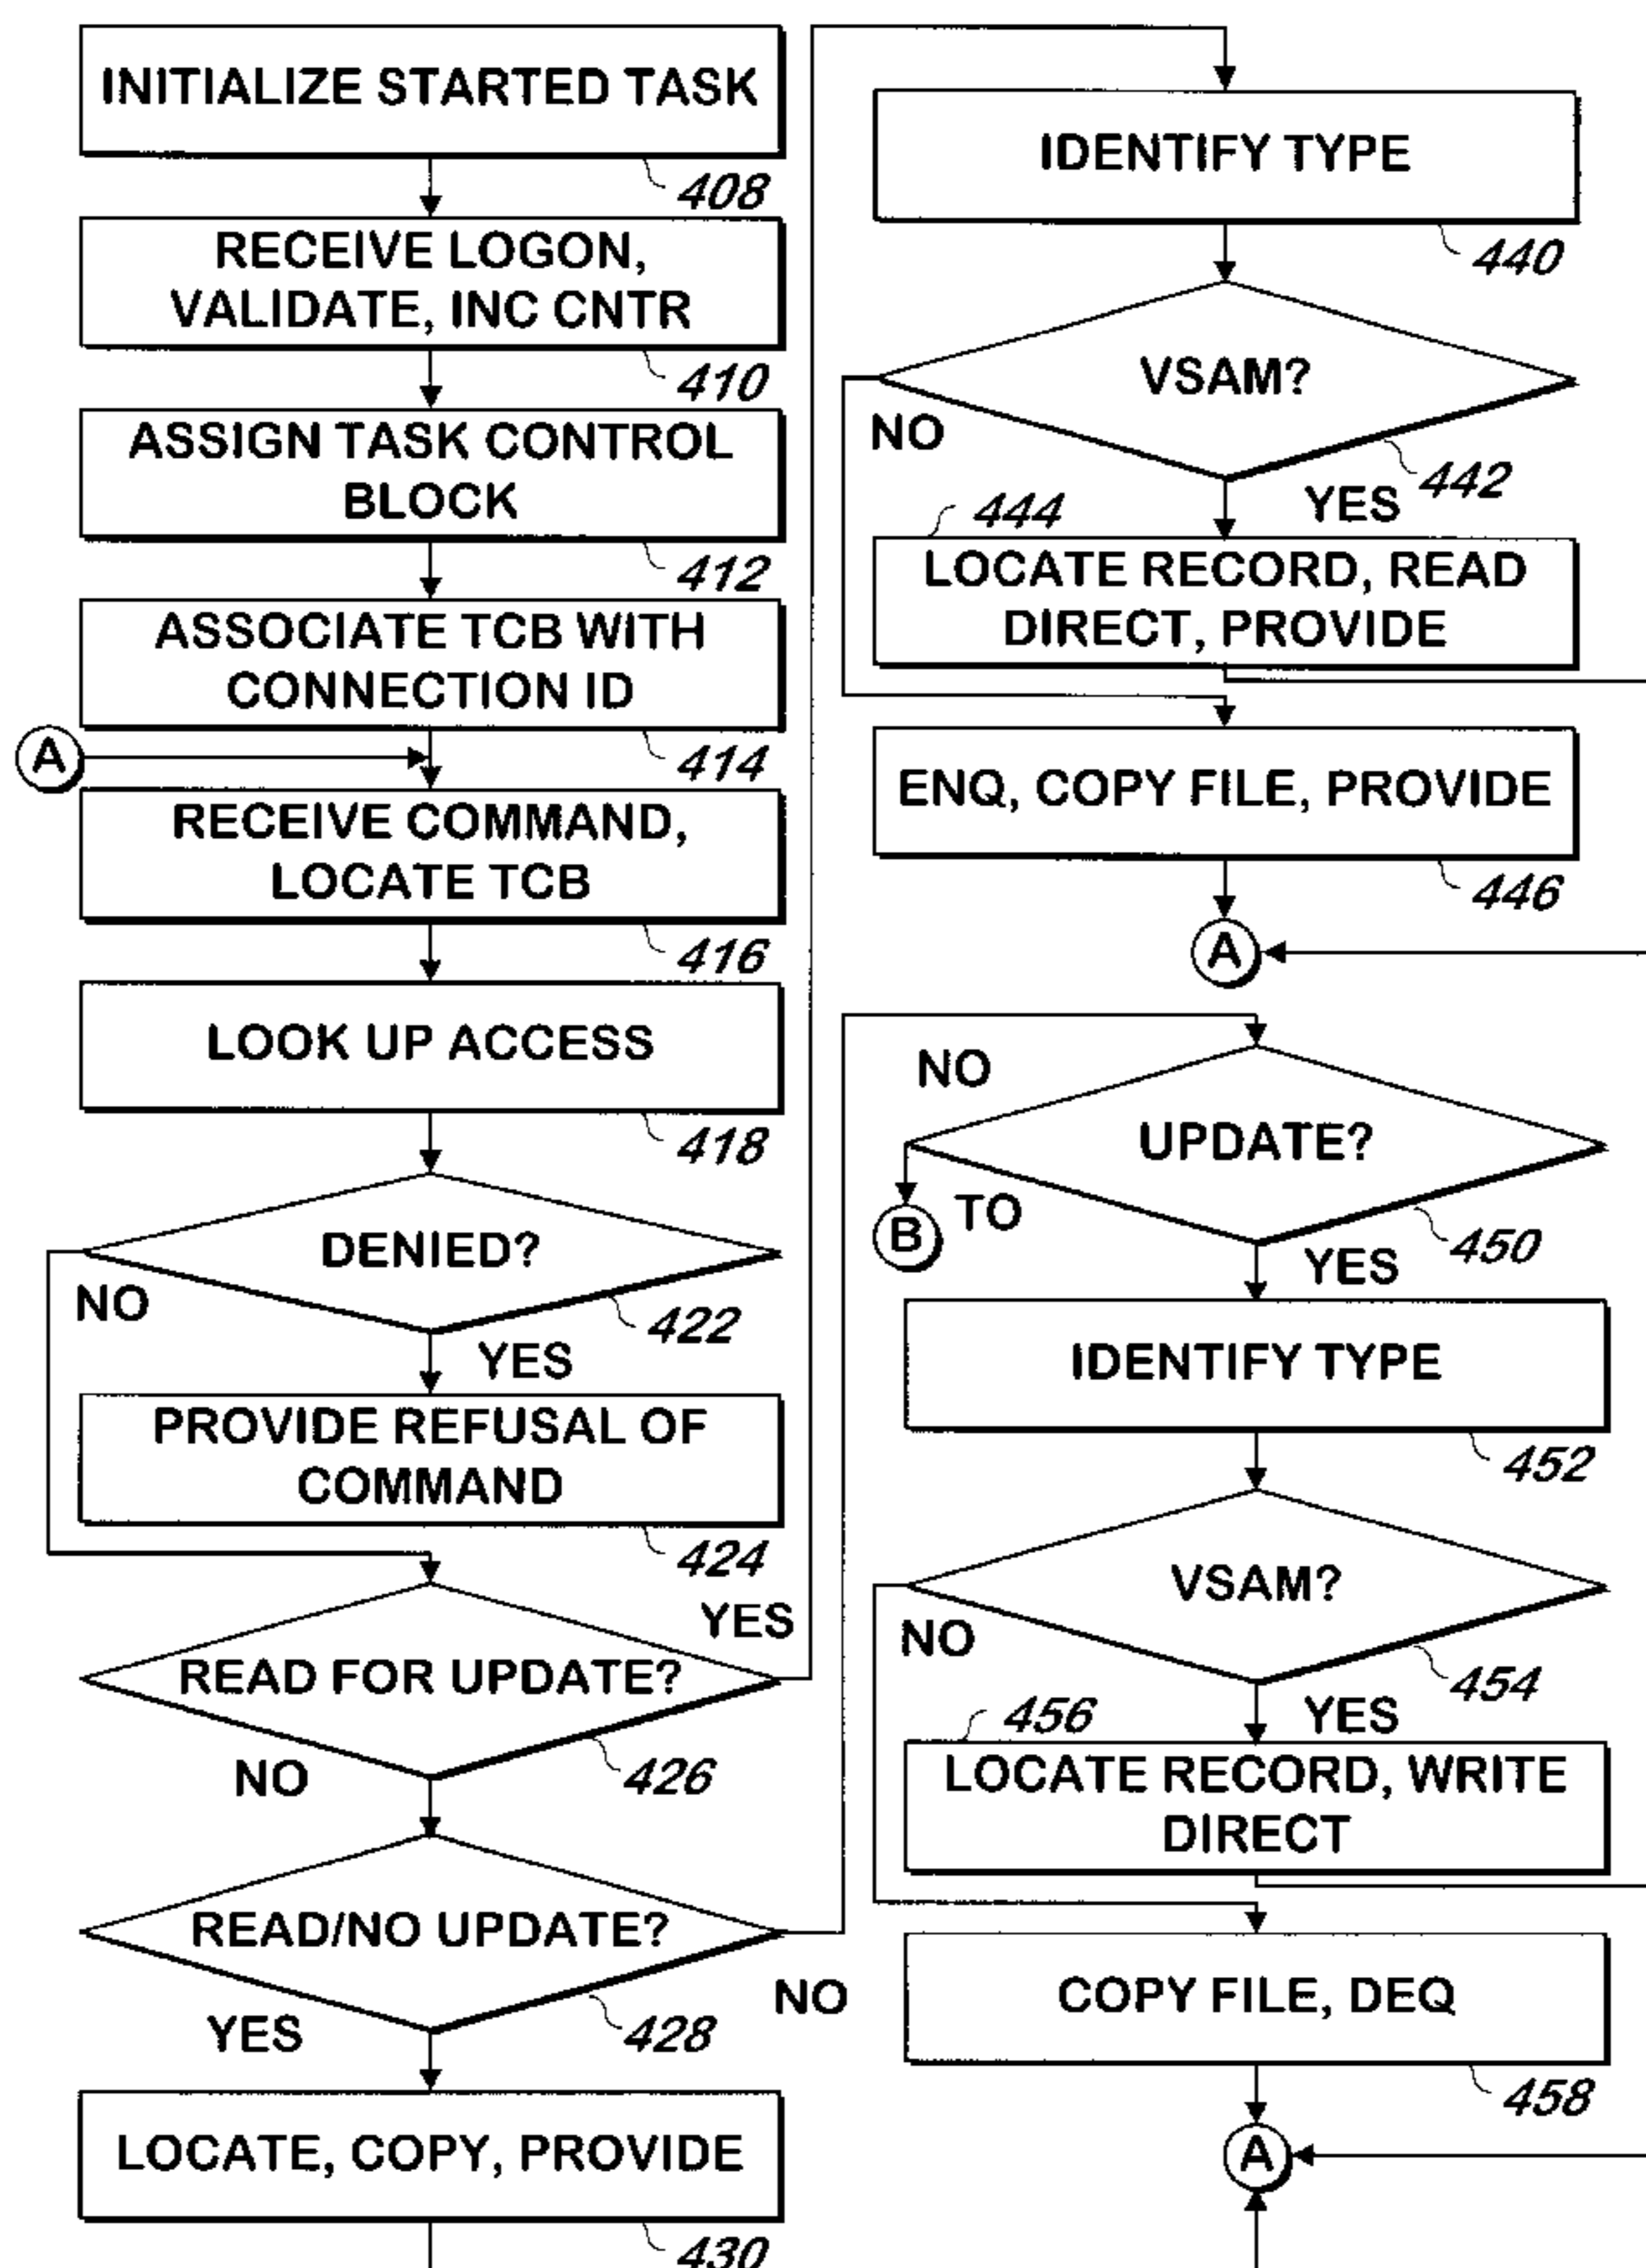 INITIALIZE STARTED TASK
408
RECEIVE LOGON,
VALIDATE, INC CNTR
410
ASSIGN TASK CONTROL
BLOCK
412
ASSOCIATE TCB WITH
CONNECTION ID
414
A
RECEIVE COMMAND,
LOCATE TCB
416
LOOK UP ACCESS
418
DENIED?
NO
422
YES
PROVIDE REFUSAL OF
COMMAND
424
YES
READ FOR UPDATE?
426
NO
READ/NO UPDATE?
NO
428
YES
LOCATE, COPY, PROVIDE
430
IDENTIFY TYPE
440
VSAM?
NO
442
YES
444
LOCATE RECORD, READ
DIRECT, PROVIDE
ENQ, COPY FILE, PROVIDE
446
A
NO
UPDATE?
TO
B
450
YES
IDENTIFY TYPE
452
VSAM?
NO
454
YES
456
LOCATE RECORD, WRITE
DIRECT
COPY FILE, DEQ
458
A